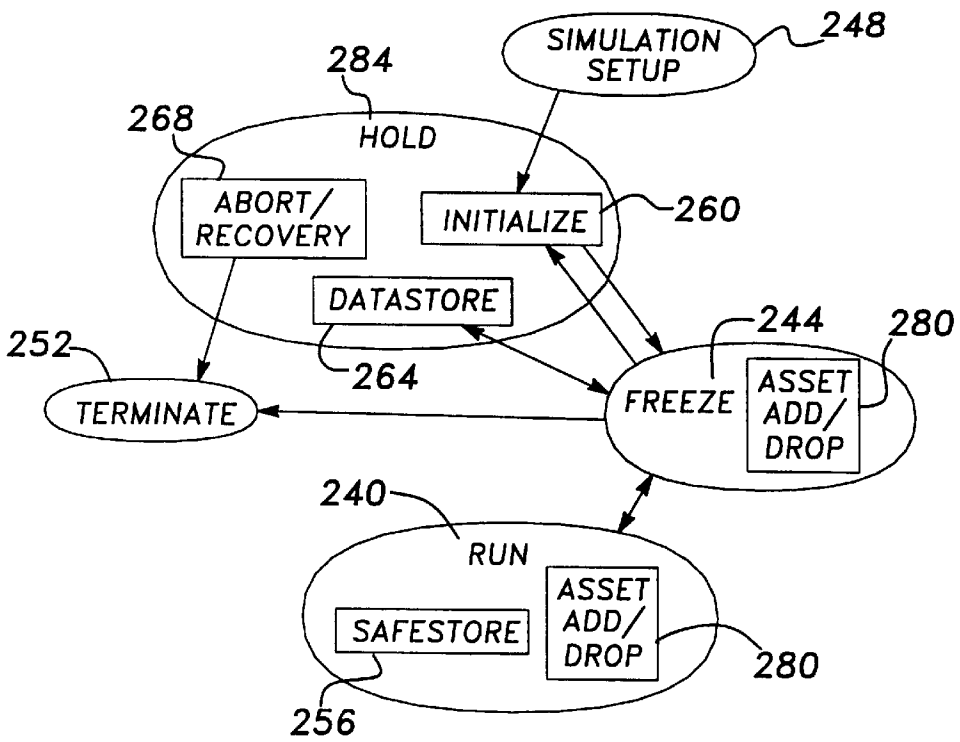 SIMULATION
SETUP
248
284
HOLD
268
ABORT/
RECOVERY
INITIALIZE
260
DATASTORE
264
252
TERMINATE
244
280
FREEZE
ASSET
ADD/
DROP
240
RUN
ASSET
ADD/
DROP
SAFESTORE
280
256